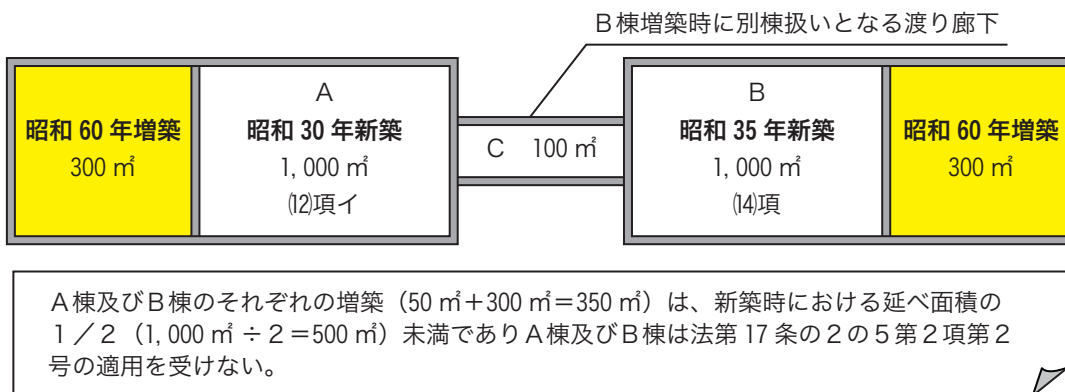 B棟増築時に別棟扱いとなる渡り廊下
昭和 60 年増築
300 ㎡
A
昭和 30 年新築
1, 000 ㎡
⑿項イ
C 100 ㎡
B
昭和 35 年新築
1, 000 ㎡
⒁項
昭和 60 年増築
300 ㎡
A棟及びB棟のそれぞれの増築（50 ㎡＋300 ㎡＝350 ㎡）は、新築時における延べ面積の
１／２（1, 000 ㎡ ÷ ２＝500 ㎡）未満でありA棟及びB棟は法第 17 条の２の５第２項第２
号の適用を受けない。